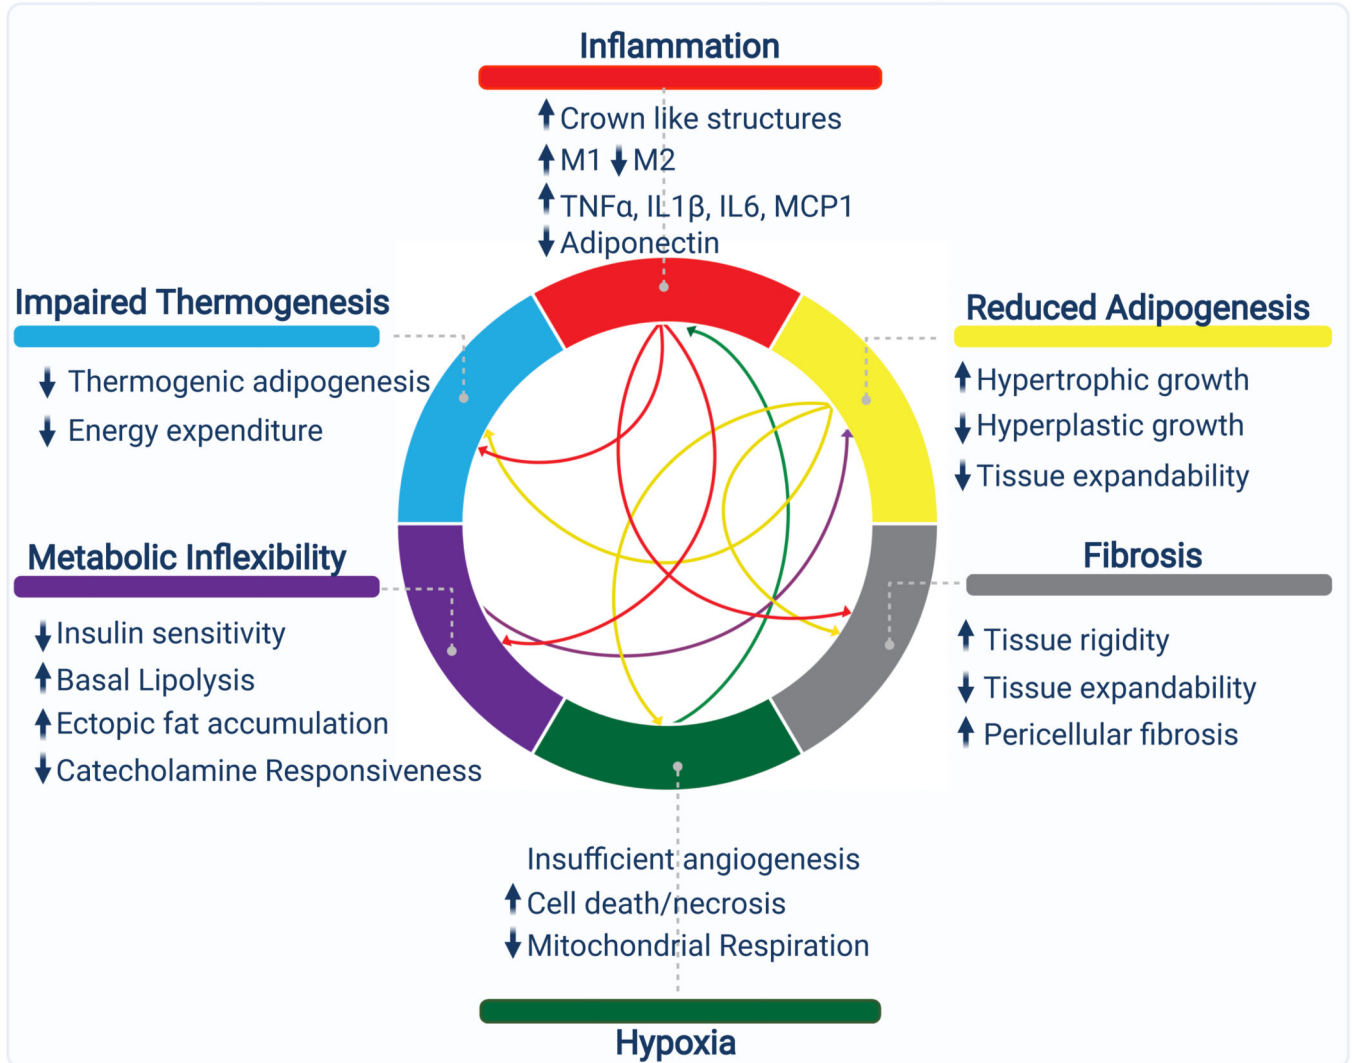 Inflammation
↑ Crown like structures
↑ M1 ↓ M2
↑ TNFα, IL1β, IL6, MCP1
↓ Adiponectin
Impaired Thermogenesis
↓ Thermogenic adipogenesis
↓ Energy expenditure
Reduced Adipogenesis
↑ Hypertrophic growth
↓ Hyperplastic growth
↓ Tissue expandability
Metabolic Inflexibility
↓ Insulin sensitivity
↑ Basal Lipolysis
↑ Ectopic fat accumulation
↓ Catecholamine Responsiveness
Fibrosis
↑ Tissue rigidity
↓ Tissue expandability
↑ Pericellular fibrosis
Insufficient angiogenesis
↑ Cell death/necrosis
↓ Mitochondrial Respiration
Hypoxia